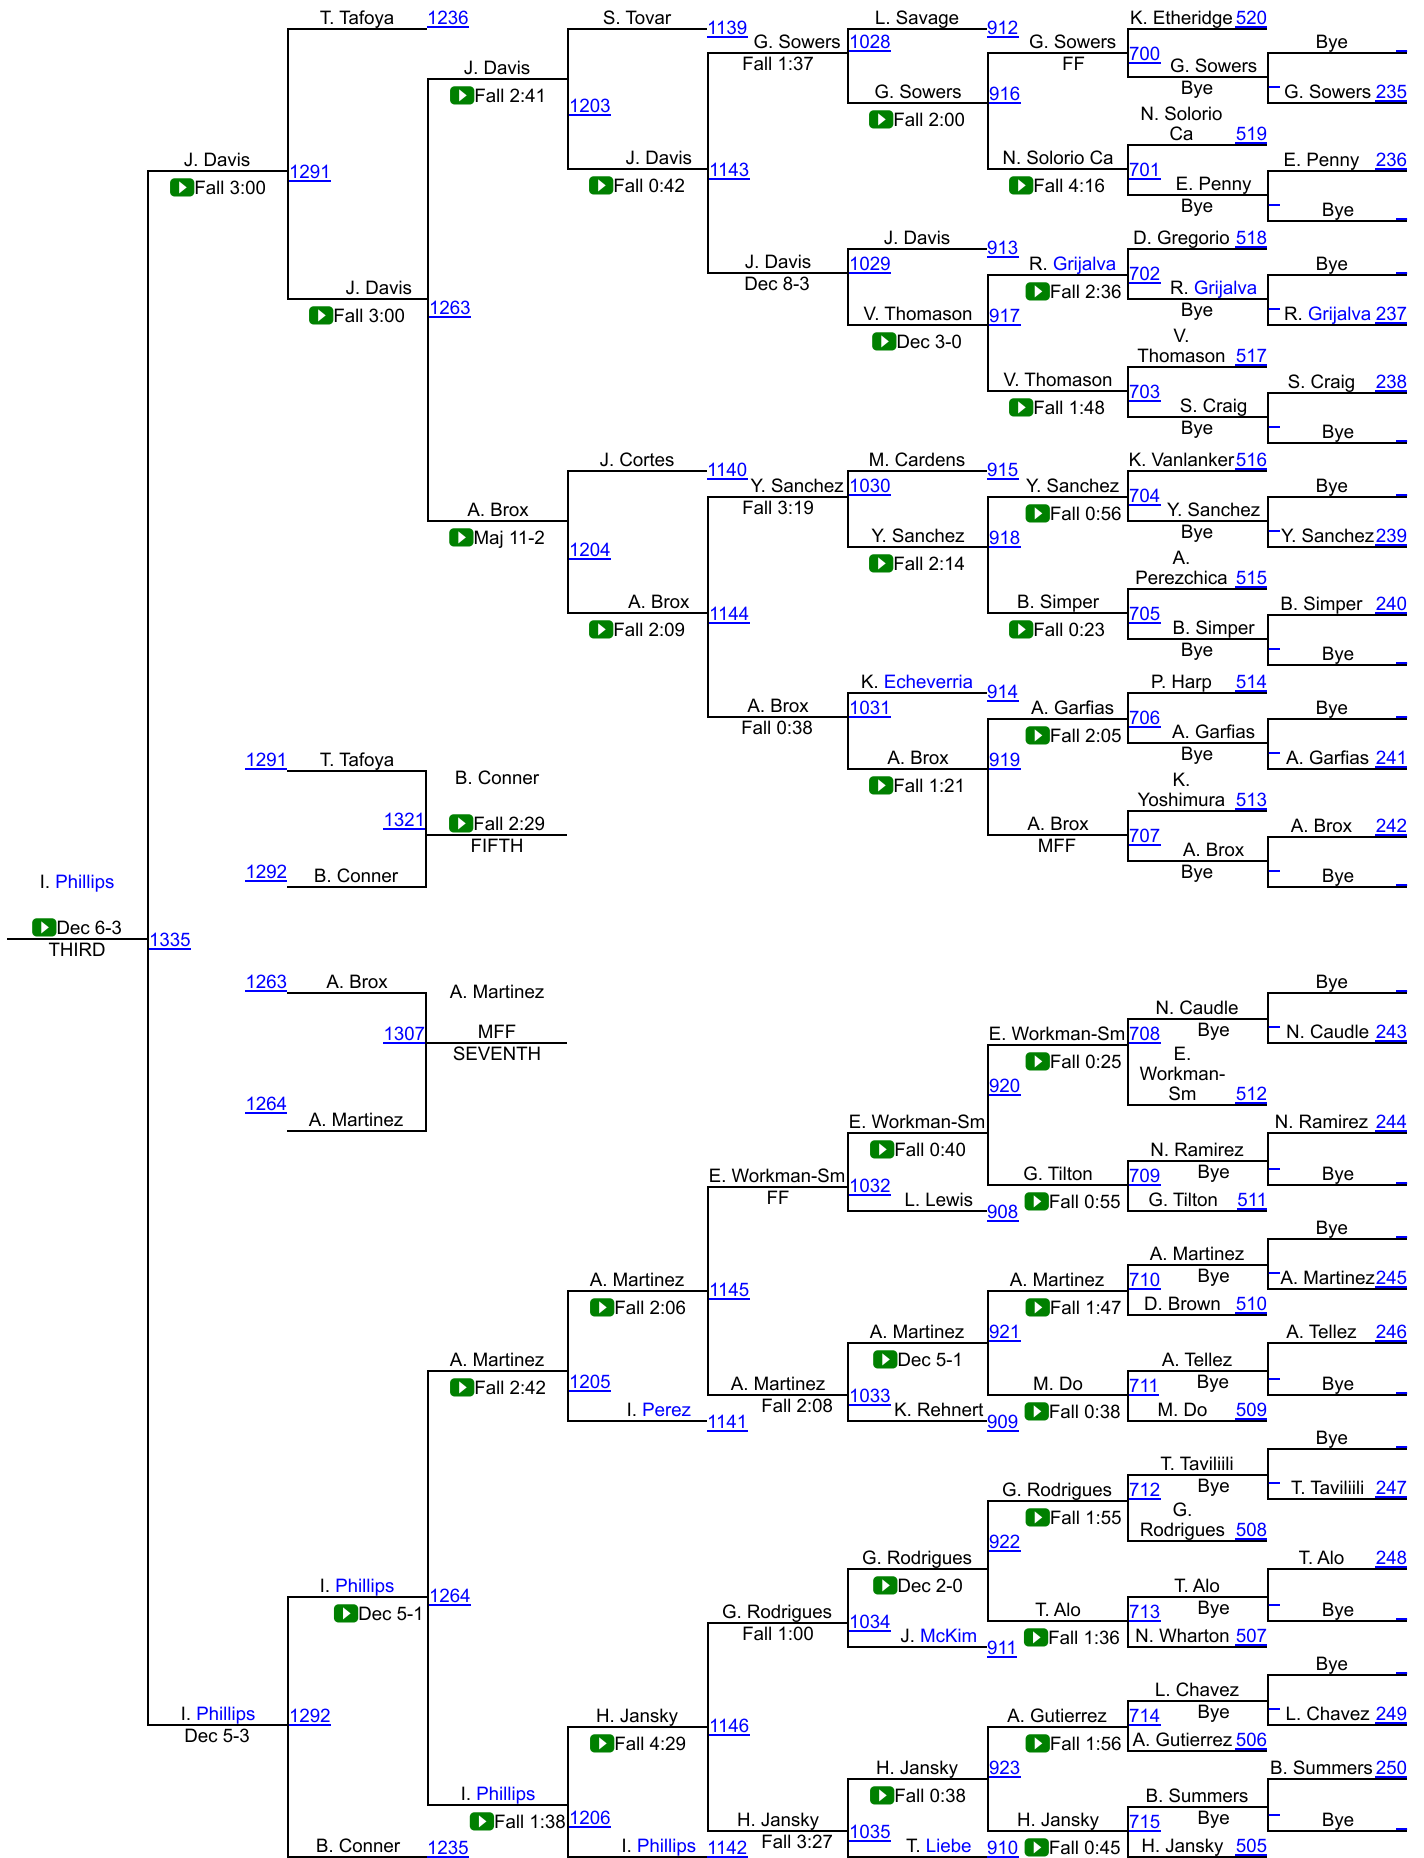 T. Tafoya 1236
S. Tovar 1139
L. Savage 912
K. Etheridge 520
G. Sowers 1028
Fall 1:37
G. Sowers 700
FF
Bye
J. Davis
Fall 2:41
G. Sowers
Bye
G. Sowers 235
1203
G. Sowers 916
Fall 2:00
N. Solorio
Ca 519
J. Davis 1291
Fall 3:00
J. Davis 1143
Fall 0:42
N. Solorio Ca 701
Fall 4:16
E. Penny 236
E. Penny
Bye
Bye
J. Davis 913
D. Gregorio 518
J. Davis 1029
Dec 8-3
R. Grijalva 702
Fall 2:36
Bye
J. Davis 1263
Fall 3:00
R. Grijalva
Bye
R. Grijalva 237
V. Thomason 917
Dec 3-0
V.
Thomason 517
V. Thomason 703
Fall 1:48
S. Craig 238
S. Craig
Bye
Bye
J. Cortes 1140
M. Cardens 915
K. Vanlanker 516
Y. Sanchez 1030
Fall 3:19
Y. Sanchez 704
Fall 0:56
Bye
A. Brox
Maj 11-2
1204
Y. Sanchez 918
Fall 2:14
Y. Sanchez
Bye
Y. Sanchez 239
A.
Perezchica 515
A. Brox 1144
Fall 2:09
B. Simper 705
Fall 0:23
B. Simper 240
B. Simper
Bye
Bye
K. Echeverria 914
P. Harp 514
A. Brox 1031
Fall 0:38
A. Garfias 706
Fall 2:05
Bye
A. Garfias
Bye
1291 T. Tafoya
B. Conner
A. Brox 919
Fall 1:21
A. Garfias 241
K.
Yoshimura 513
1321 Fall 2:29
FIFTH
A. Brox 707
MFF
A. Brox 242
A. Brox
Bye
1292 B. Conner
Bye
I. Phillips
Dec 6-3
THIRD
1335
1263 A. Brox
A. Martinez
Bye
1307 MFF
SEVENTH
N. Caudle
Bye
E. Workman-Sm 708
Fall 0:25
N. Caudle 243
E.
Workman-
Sm 512
920
1264
A. Martinez
E. Workman-Sm
Fall 0:40
N. Ramirez 244
N. Ramirez
Bye
E. Workman-Sm 1032
FF
G. Tilton 709
Fall 0:55
Bye
L. Lewis 908
G. Tilton 511
Bye
A. Martinez
Bye
A. Martinez 1145
Fall 2:06
A. Martinez 710
Fall 1:47
A. Martinez 245
D. Brown 510
A. Martinez 921
Dec 5-1
A. Tellez 246
A. Martinez
Fall 2:42
1205
A. Tellez
Bye
A. Martinez 1033
Fall 2:08
M. Do 711
Fall 0:38
Bye
I. Perez 1141
K. Rehnert 909
M. Do 509
Bye
T. Taviliili
Bye
G. Rodrigues 712
Fall 1:55
T. Taviliili 247
G.
Rodrigues 508
922
G. Rodrigues
Dec 2-0
T. Alo 248
I. Phillips 1264
Dec 5-1
T. Alo
Bye
G. Rodrigues 1034
Fall 1:00
T. Alo 713
Fall 1:36
Bye
J. McKim 911
N. Wharton 507
Bye
L. Chavez
Bye
I. Phillips 1292
Dec 5-3
H. Jansky 1146
Fall 4:29
A. Gutierrez 714
Fall 1:56
L. Chavez 249
A. Gutierrez 506
H. Jansky 923
Fall 0:38
B. Summers 250
I. Phillips 1206
Fall 1:38
B. Summers
Bye
H. Jansky 1035
Fall 3:27
H. Jansky 715
Fall 0:45
Bye
B. Conner 1235
I. Phillips 1142
T. Liebe 910
H. Jansky 505